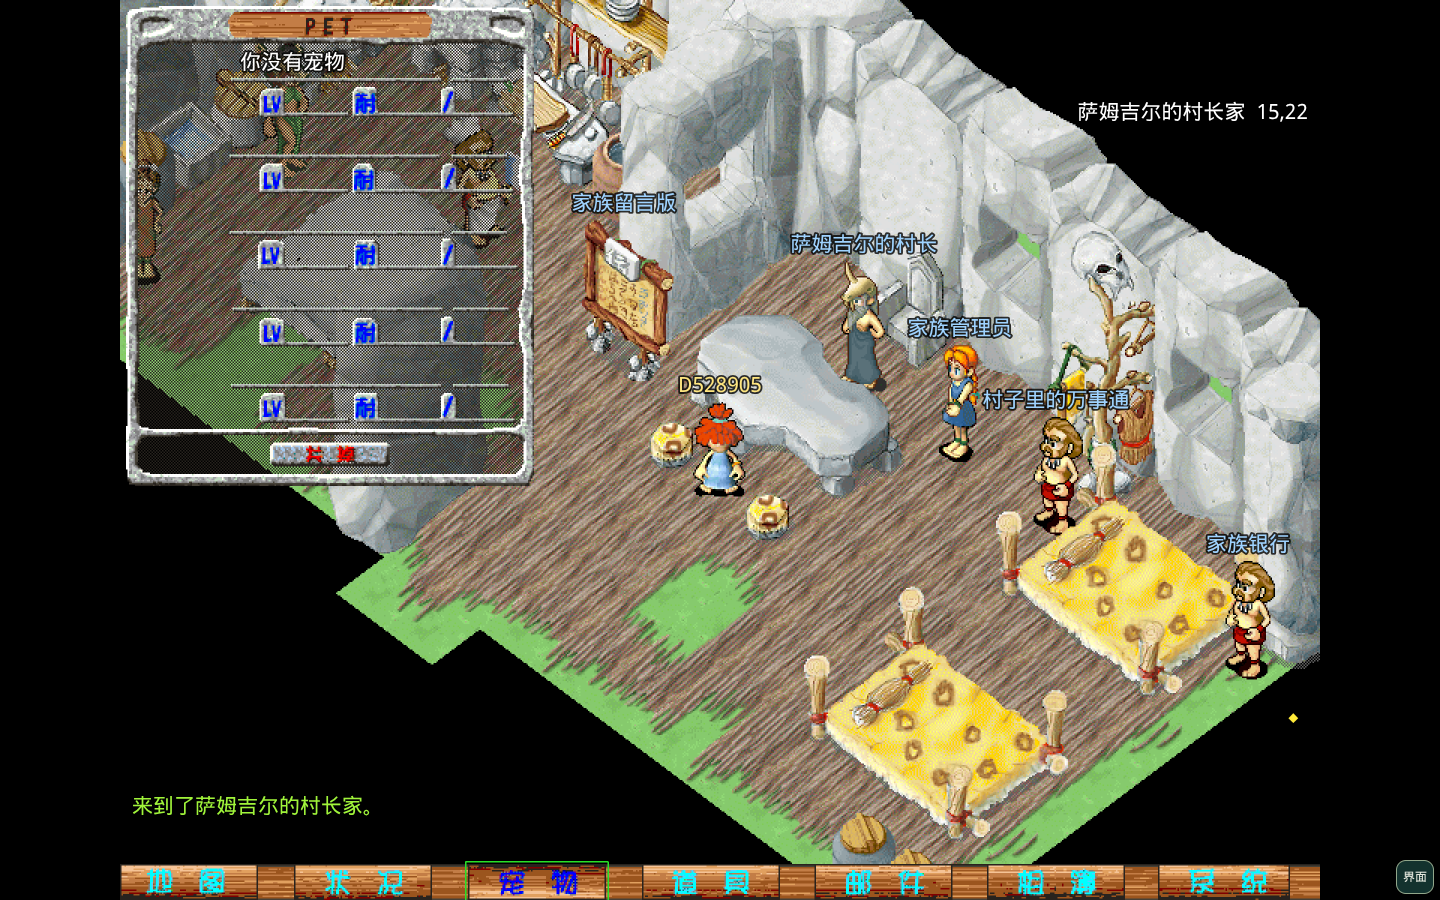 PET
你没有宠物
LV 耐 /
LV 耐 /
LV 耐 /
LV 耐 /
LV 耐 /
萨姆吉尔的村长家 15,22
家族留言版
萨姆吉尔的村长
家族管理员
D528905
村子里的万事通
家族银行
来到了萨姆吉尔的村长家。
地图 状况 宠物 道具 邮件 相簿 系统
界面